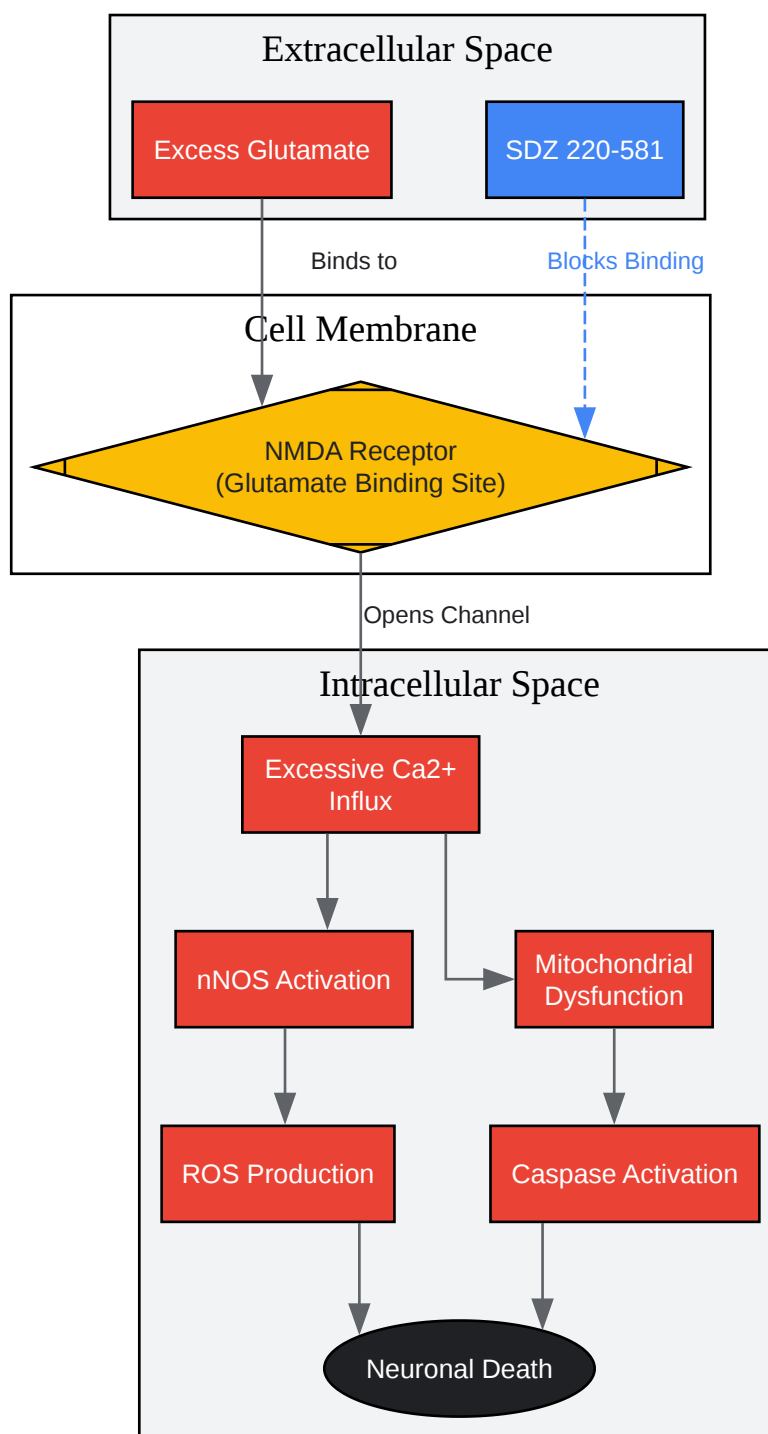 Extracellular Space
Excess Glutamate
SDZ 220-581
Binds to
Blocks Binding
Cell Membrane
NMDA Receptor
(Glutamate Binding Site)
Opens Channel
Intracellular Space
Excessive Ca2+
Influx
nNOS Activation
Mitochondrial
Dysfunction
ROS Production
Caspase Activation
Neuronal Death